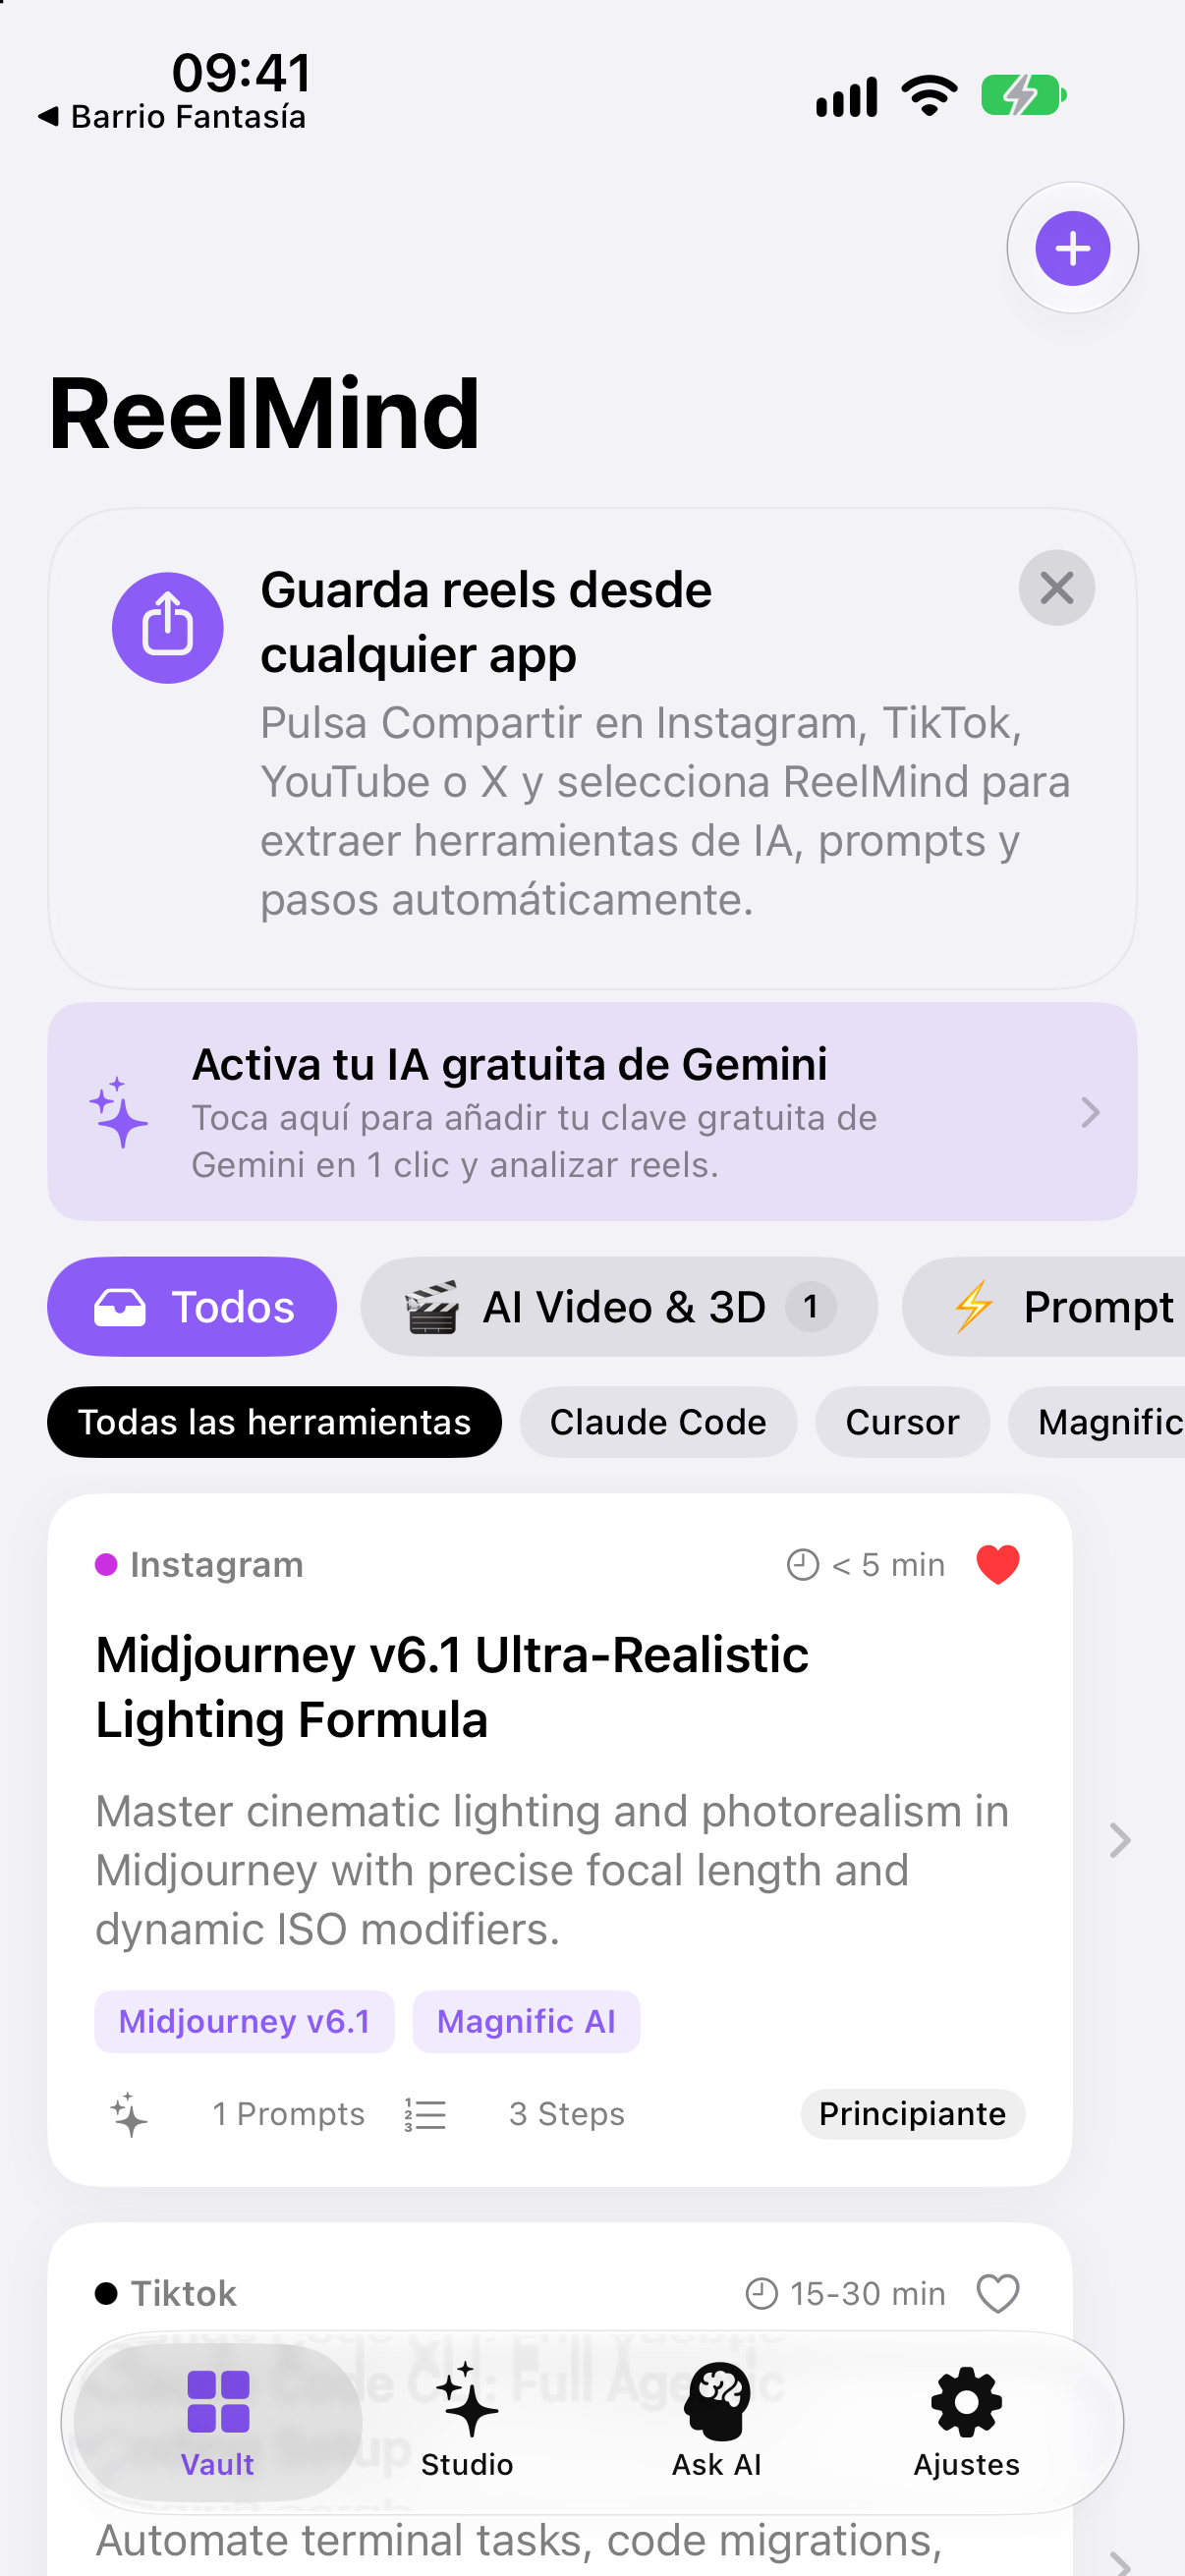 09:41
◀ Barrio Fantasía
ReelMind
Guarda reels desde
cualquier app
Pulsa Compartir en Instagram, TikTok,
YouTube o X y selecciona ReelMind para
extraer herramientas de IA, prompts y
pasos automáticamente.
Activa tu IA gratuita de Gemini
Toca aquí para añadir tu clave gratuita de
Gemini en 1 clic y analizar reels.
Todos
AI Video & 3D 1
Prompt
Todas las herramientas
Claude Code
Cursor
Magnific
Instagram
< 5 min
Midjourney v6.1 Ultra-Realistic
Lighting Formula
Master cinematic lighting and photorealism in
Midjourney with precise focal length and
dynamic ISO modifiers.
Midjourney v6.1
Magnific AI
1 Prompts
3 Steps
Principiante
Tiktok
15-30 min
Vault
Studio
Ask AI
Ajustes
Automate terminal tasks, code migrations,